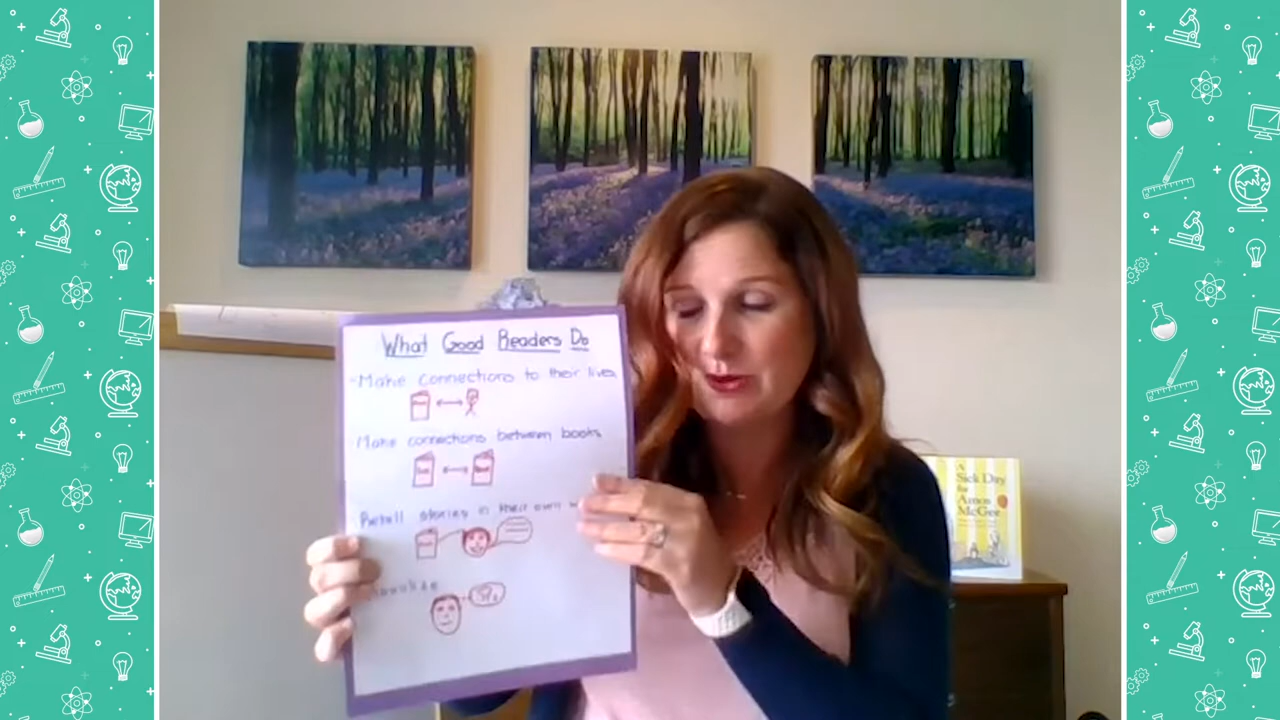 What Good Readers Do
-Make connections to their lives
-Make connections between books
-Retell stories in their own
A
Sick Day
for
Amos
McGee